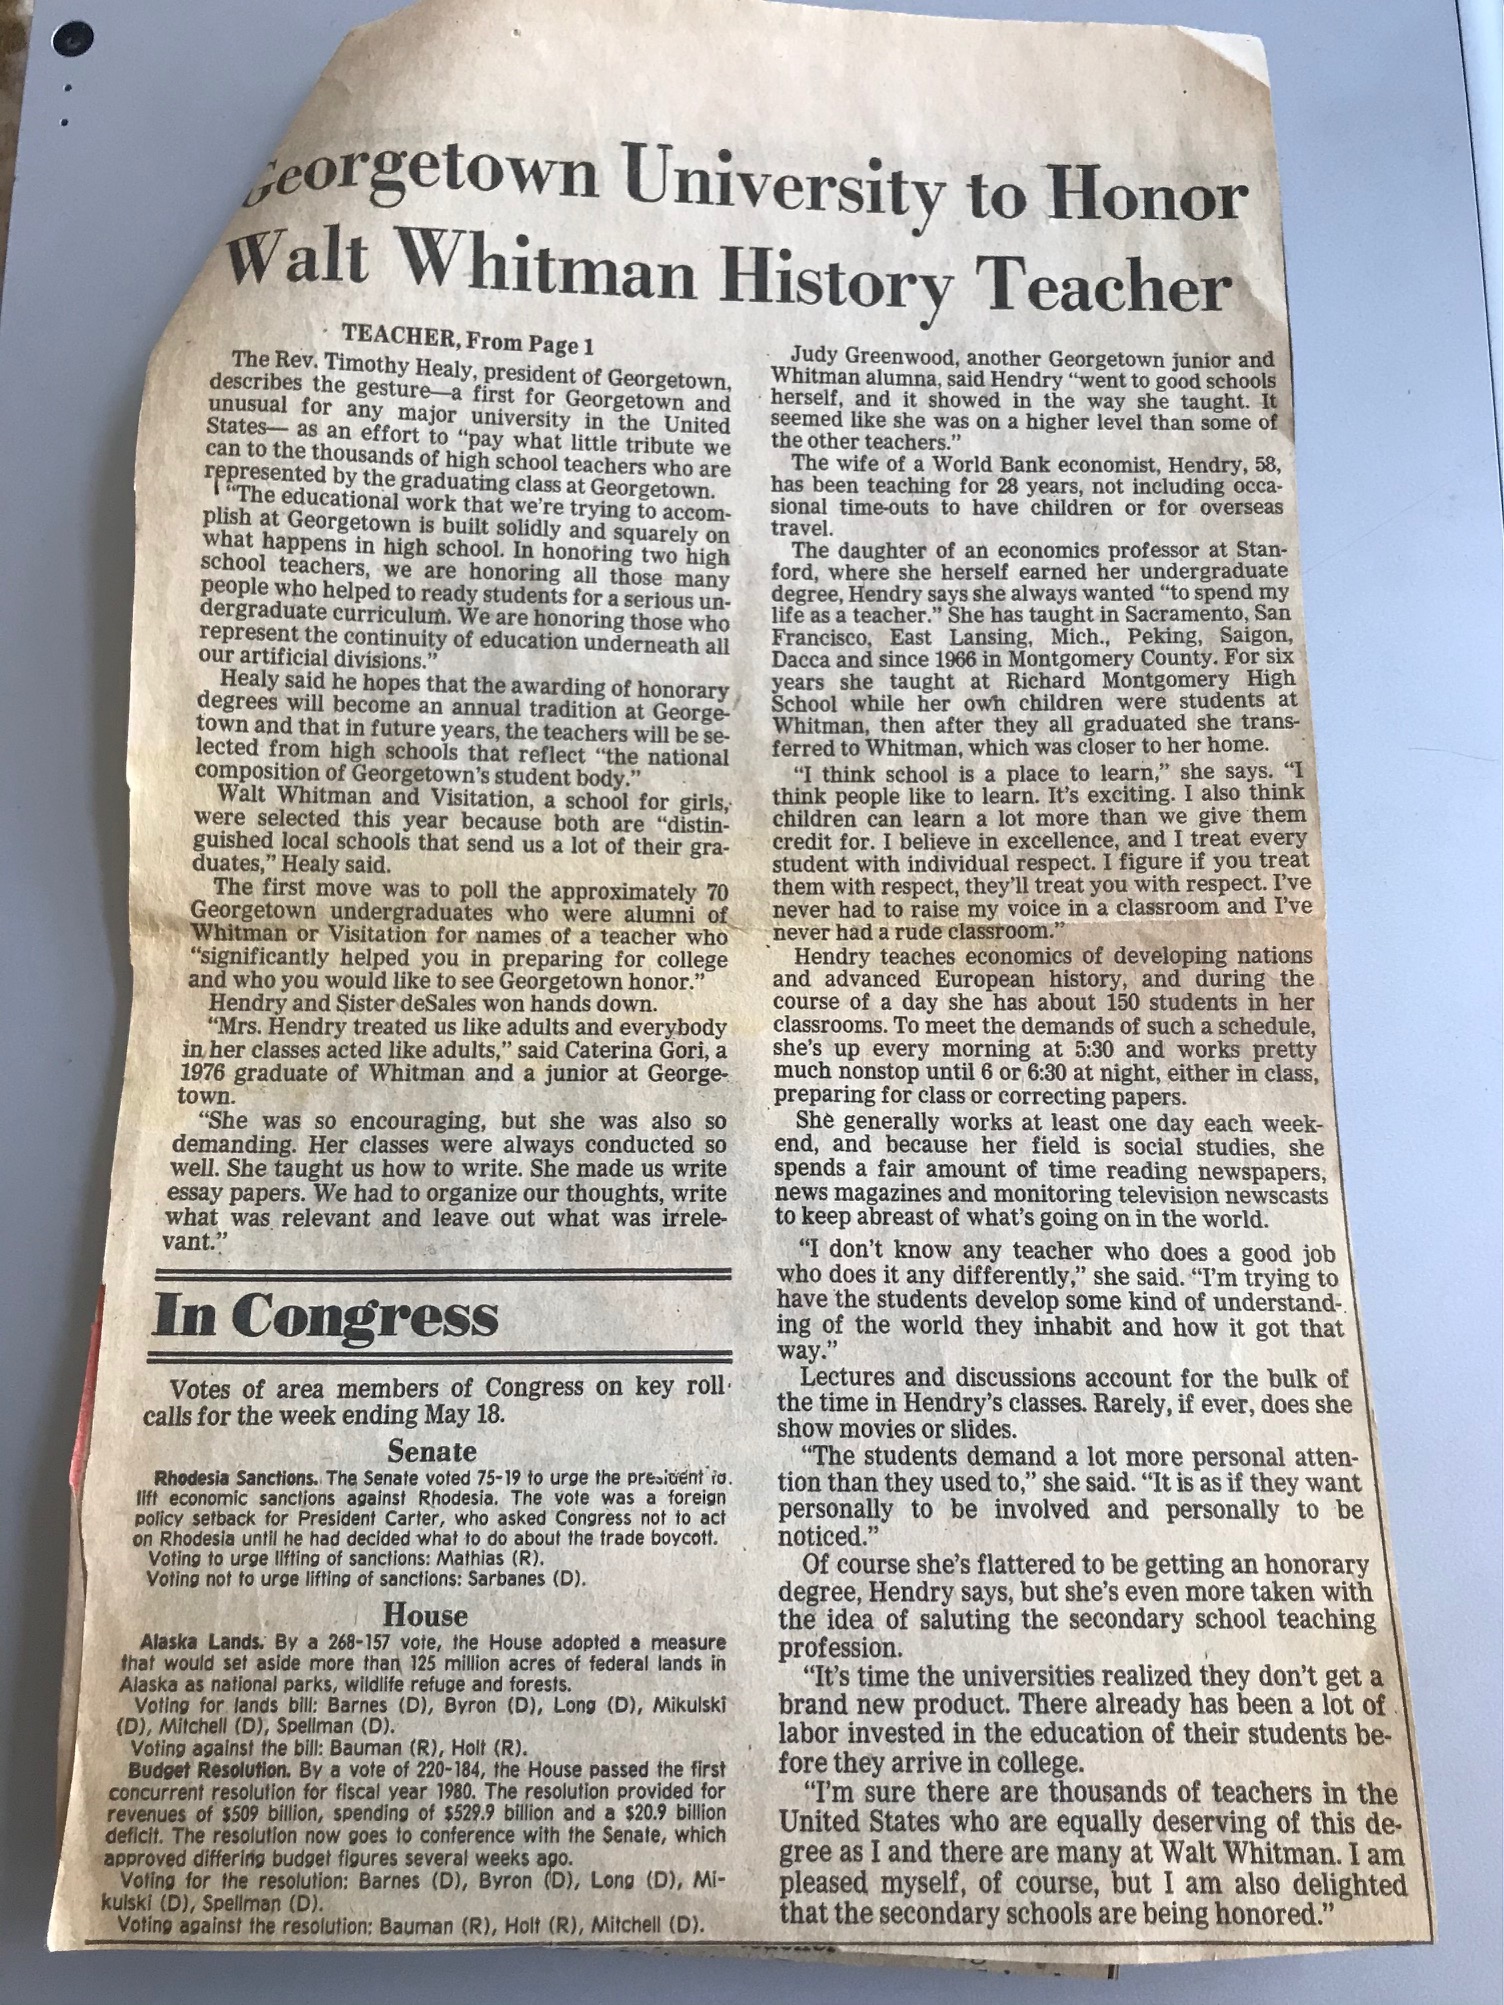 Georgetown University to Honor
Walt Whitman History Teacher
TEACHER, From Page 1
The Rev. Timothy Healy, president of Georgetown,
describes the gesture—a first for Georgetown and
unusual for any major university in the United
States— as an effort to “pay what little tribute we
can to the thousands of high school teachers who are
represented by the graduating class at Georgetown.
“The educational work that we’re trying to accom-
plish at Georgetown is built solidly and squarely on
what happens in high school. In honoring two high
school teachers, we are honoring all those many
people who helped to ready students for a serious un-
dergraduate curriculum. We are honoring those who
represent the continuity of education underneath all
our artificial divisions.”
Healy said he hopes that the awarding of honorary
degrees will become an annual tradition at George-
town and that in future years, the teachers will be se-
lected from high schools that reflect “the national
composition of Georgetown’s student body.”
Walt Whitman and Visitation, a school for girls,
were selected this year because both are “distin-
guished local schools that send us a lot of their gra-
duates,” Healy said.
The first move was to poll the approximately 70
Georgetown undergraduates who were alumni of
Whitman or Visitation for names of a teacher who
“significantly helped you in preparing for college
and who you would like to see Georgetown honor.”
Hendry and Sister deSales won hands down.
“Mrs. Hendry treated us like adults and everybody
in her classes acted like adults,” said Caterina Gori, a
1976 graduate of Whitman and a junior at George-
town.
“She was so encouraging, but she was also so
demanding. Her classes were always conducted so
well. She taught us how to write. She made us write
essay papers. We had to organize our thoughts, write
what was relevant and leave out what was irrele-
vant.”
In Congress
Votes of area members of Congress on key roll
calls for the week ending May 18.
Senate
Rhodesia Sanctions. The Senate voted 75-19 to urge the president to
lift economic sanctions against Rhodesia. The vote was a foreign
policy setback for President Carter, who asked Congress not to act
on Rhodesia until he had decided what to do about the trade boycott.
Voting to urge lifting of sanctions: Mathias (R).
Voting not to urge lifting of sanctions: Sarbanes (D).
House
Alaska Lands. By a 268-157 vote, the House adopted a measure
that would set aside more than 125 million acres of federal lands in
Alaska as national parks, wildlife refuge and forests.
Voting for lands bill: Barnes (D), Byron (D), Long (D), Mikulski
(D), Mitchell (D), Spellman (D).
Voting against the bill: Bauman (R), Holt (R).
Budget Resolution. By a vote of 220-184, the House passed the first
concurrent resolution for fiscal year 1980. The resolution provided for
revenues of $509 billion, spending of $529.9 billion and a $20.9 billion
deficit. The resolution now goes to conference with the Senate, which
approved differing budget figures several weeks ago.
Voting for the resolution: Barnes (D), Byron (D), Long (D), Mi-
kulski (D), Spellman (D).
Voting against the resolution: Bauman (R), Holt (R), Mitchell (D).
Judy Greenwood, another Georgetown junior and
Whitman alumna, said Hendry “went to good schools
herself, and it showed in the way she taught. It
seemed like she was on a higher level than some of
the other teachers.”
The wife of a World Bank economist, Hendry, 58,
has been teaching for 28 years, not including occa-
sional time-outs to have children or for overseas
travel.
The daughter of an economics professor at Stan-
ford, where she herself earned her undergraduate
degree, Hendry says she always wanted “to spend my
life as a teacher.” She has taught in Sacramento, San
Francisco, East Lansing, Mich., Peking, Saigon,
Dacca and since 1966 in Montgomery County. For six
years she taught at Richard Montgomery High
School while her own children were students at
Whitman, then after they all graduated she trans-
ferred to Whitman, which was closer to her home.
“I think school is a place to learn,” she says. “I
think people like to learn. It’s exciting. I also think
children can learn a lot more than we give them
credit for. I believe in excellence, and I treat every
student with individual respect. I figure if you treat
them with respect, they’ll treat you with respect. I’ve
never had to raise my voice in a classroom and I’ve
never had a rude classroom.”
Hendry teaches economics of developing nations
and advanced European history, and during the
course of a day she has about 150 students in her
classrooms. To meet the demands of such a schedule,
she’s up every morning at 5:30 and works pretty
much nonstop until 6 or 6:30 at night, either in class,
preparing for class or correcting papers.
She generally works at least one day each week-
end, and because her field is social studies, she
spends a fair amount of time reading newspapers,
news magazines and monitoring television newscasts
to keep abreast of what’s going on in the world.
“I don’t know any teacher who does a good job
who does it any differently,” she said. “I’m trying to
have the students develop some kind of understand-
ing of the world they inhabit and how it got that
way.”
Lectures and discussions account for the bulk of
the time in Hendry’s classes. Rarely, if ever, does she
show movies or slides.
“The students demand a lot more personal atten-
tion than they used to,” she said. “It is as if they want
personally to be involved and personally to be
noticed.”
Of course she’s flattered to be getting an honorary
degree, Hendry says, but she’s even more taken with
the idea of saluting the secondary school teaching
profession.
“It’s time the universities realized they don’t get a
brand new product. There already has been a lot of
labor invested in the education of their students be-
fore they arrive in college.
“I’m sure there are thousands of teachers in the
United States who are equally deserving of this de-
gree as I and there are many at Walt Whitman. I am
pleased myself, of course, but I am also delighted
that the secondary schools are being honored.”